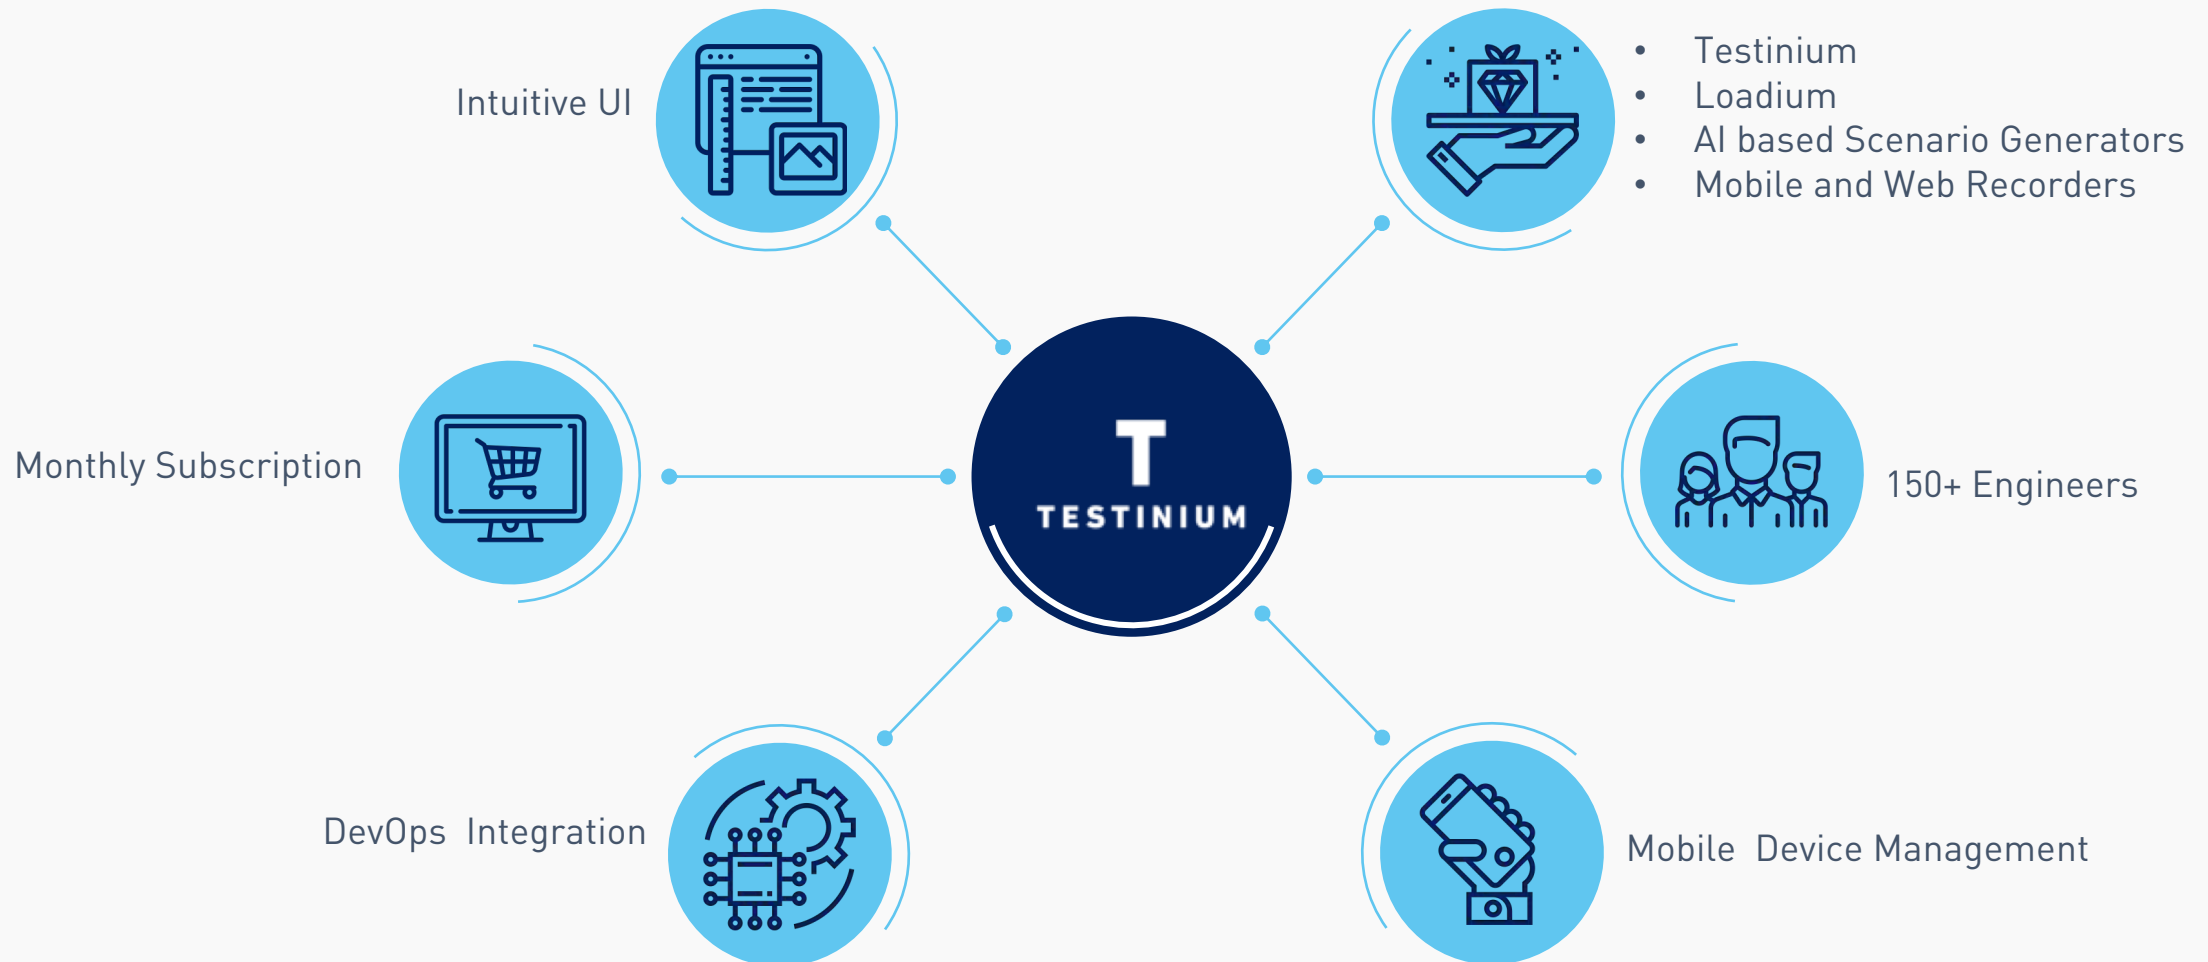 Intuitive UI
• Testinium
• Loadium
• AI based Scenario Generators
• Mobile and Web Recorders
Monthly Subscription
T
TESTINIUM
150+ Engineers
DevOps  Integration
Mobile  Device Management